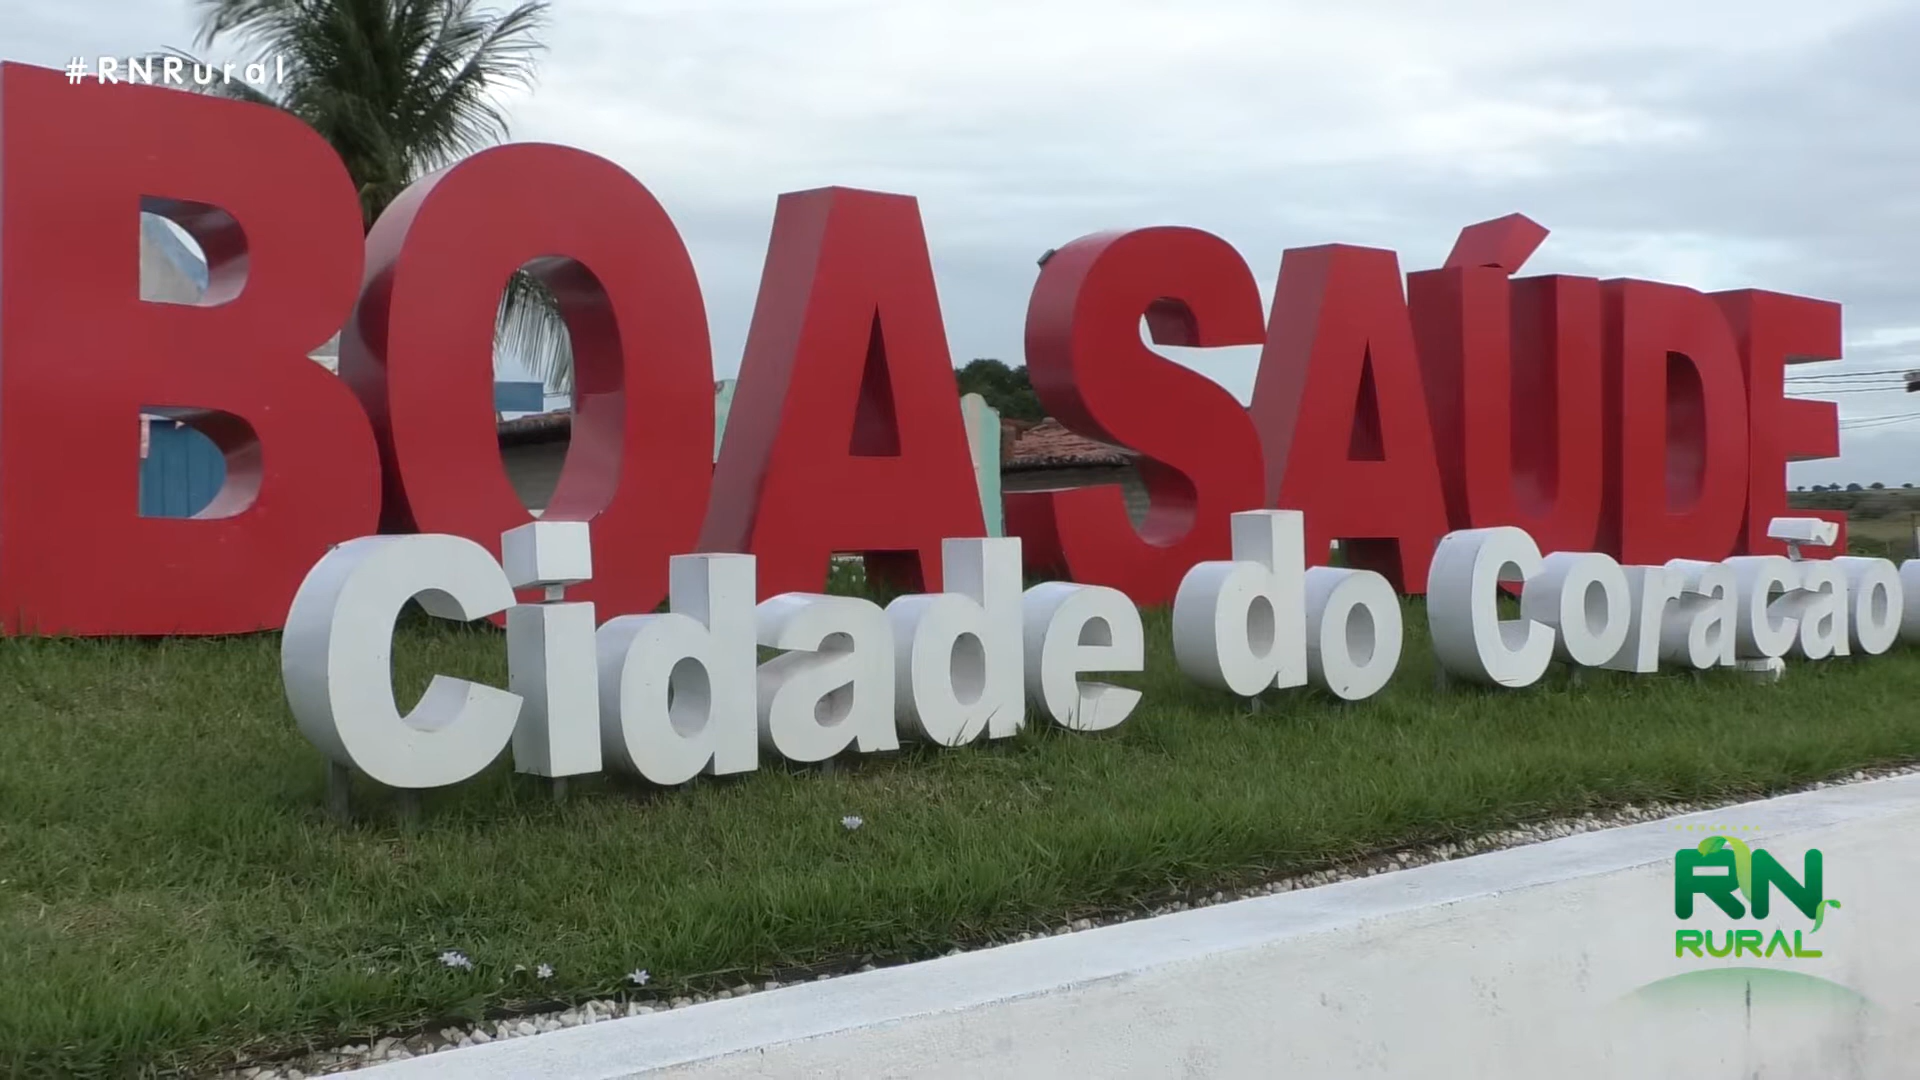 #RNRural
BOA SAÚDE
Cidade do Coração
RN
RURAL